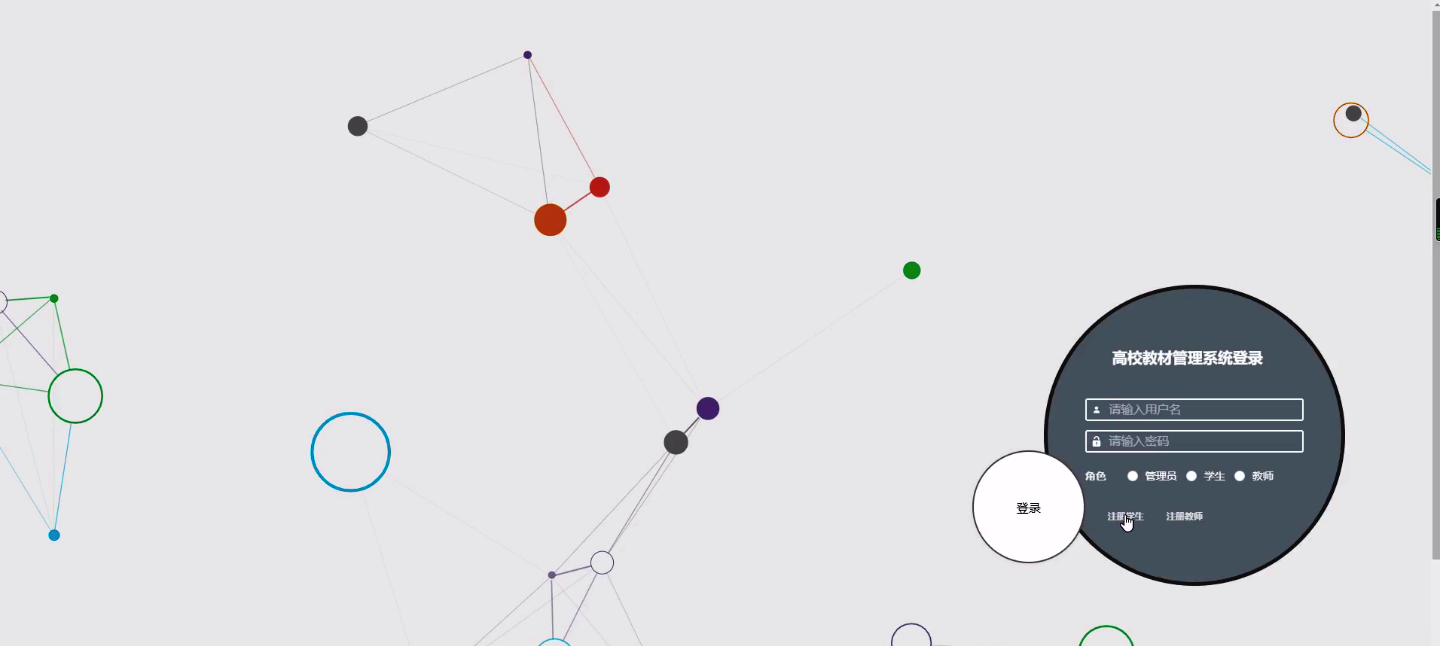 高校教材管理系统登录
请输入用户名
请输入密码
角色 管理员 学生 教师
登录
注册学生 注册教师